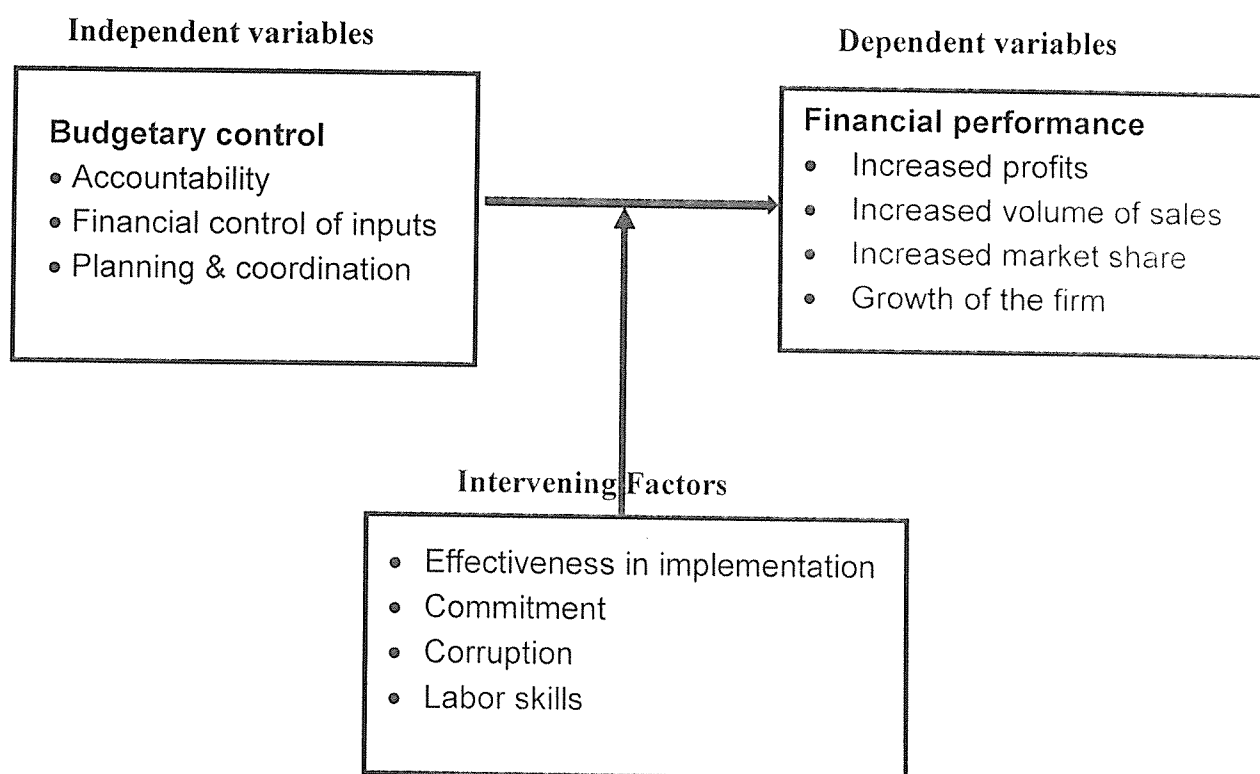 Independent variables
Budgetary control
• Accountability
• Financial control of inputs
• Planning & coordination
Dependent variables
Financial performance
• Increased profits
• Increased volume of sales
• Increased market share
• Growth of the firm
Intervening Factors
• Effectiveness in implementation
• Commitment
• Corruption
• Labor skills